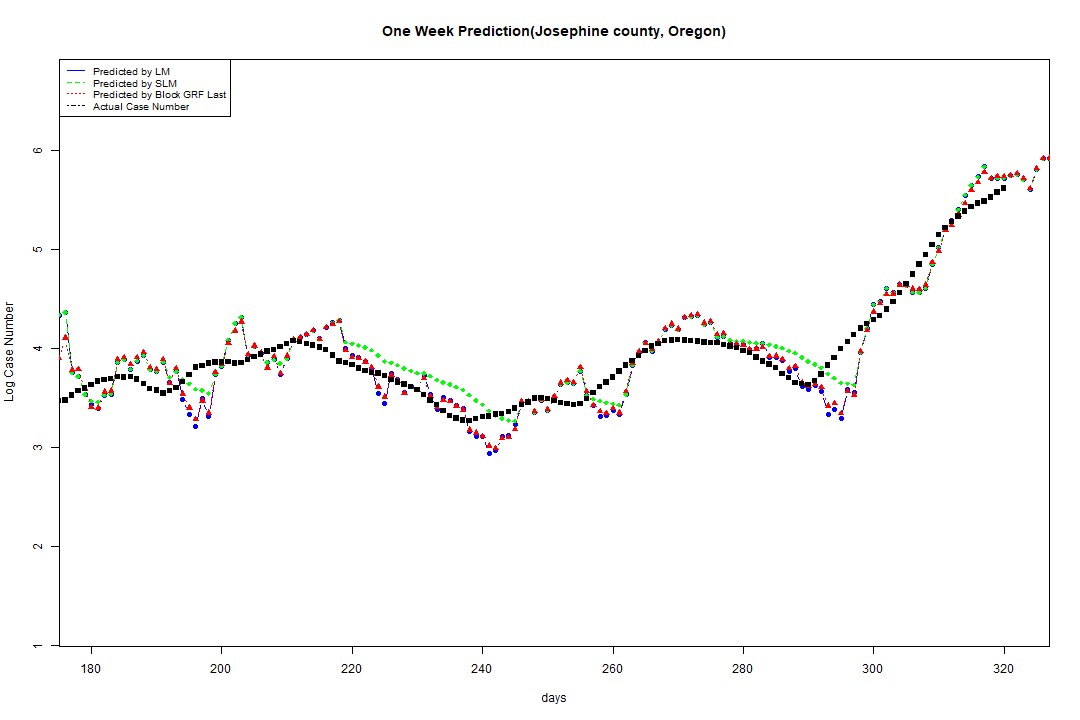 One Week Prediction(Josephine county, Oregon)
Predicted by LM
Predicted by SLM
Predicted by Block GRF Last
Actual Case Number
Log Case Number
6
5
4
3
2
1
180 200 220 240 260 280 300 320
days